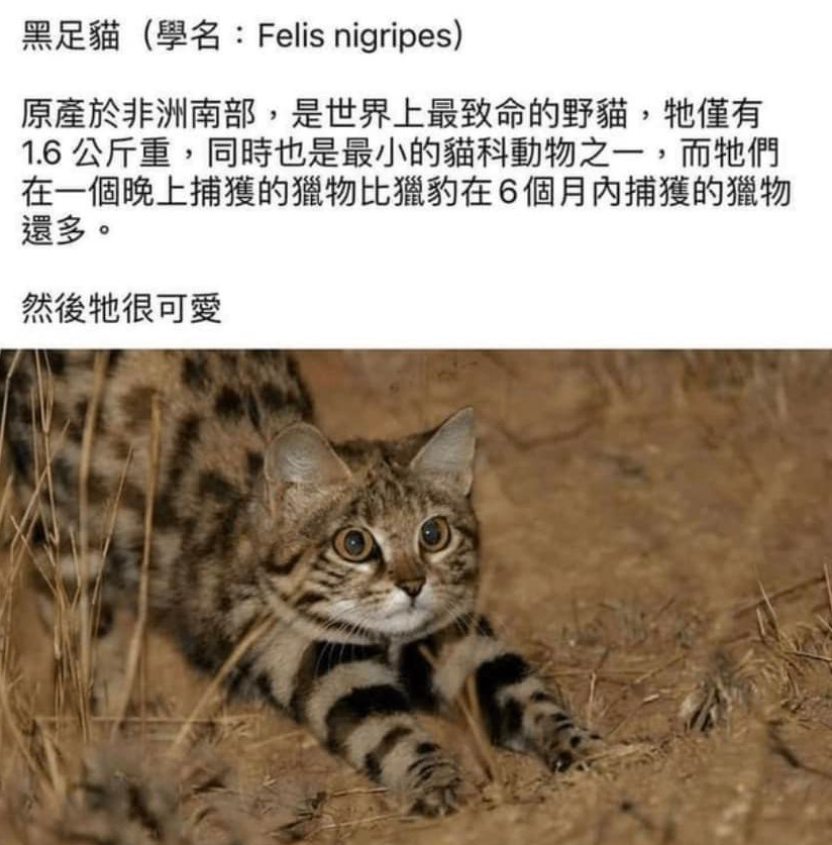 黑足貓（學名：Felis nigripes）
原產於非洲南部，是世界上最致命的野貓，牠僅有
1.6 公斤重，同時也是最小的貓科動物之一，而牠們
在一個晚上捕獲的獵物比獵豹在 6 個月內捕獲的獵物
還多。
然後牠很可愛